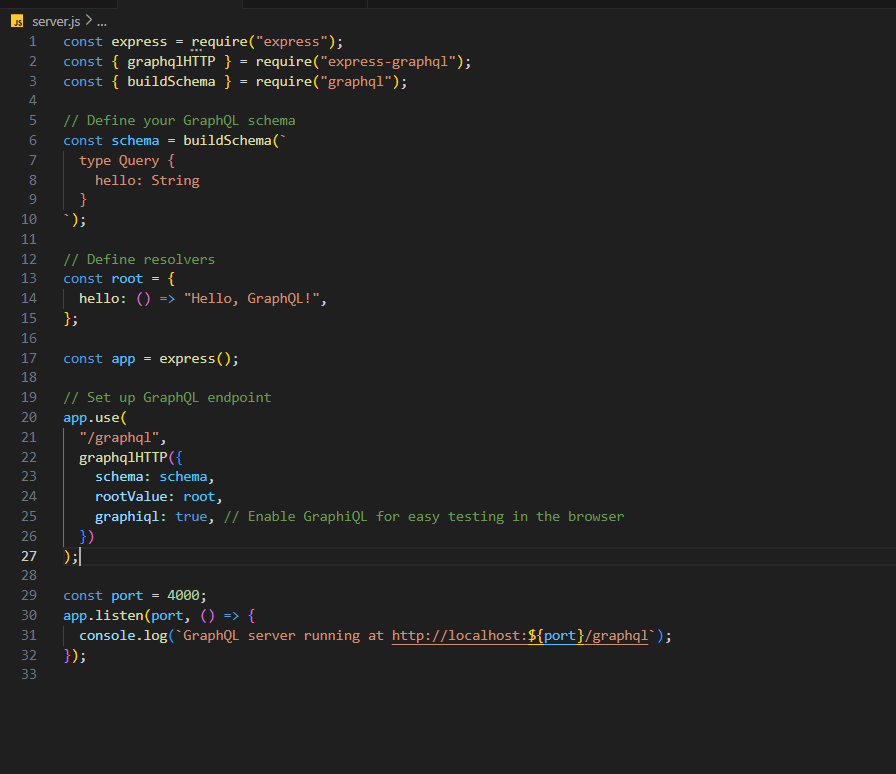 JS server.js > ...
1 const express = require("express");
2 const { graphqlHTTP } = require("express-graphql");
3 const { buildSchema } = require("graphql");
4
5 // Define your GraphQL schema
6 const schema = buildSchema(`
7   type Query {
8     hello: String
9   }
10 `);
11
12 // Define resolvers
13 const root = {
14   hello: () => "Hello, GraphQL!",
15 };
16
17 const app = express();
18
19 // Set up GraphQL endpoint
20 app.use(
21   "/graphql",
22   graphqlHTTP({
23     schema: schema,
24     rootValue: root,
25     graphiql: true, // Enable GraphiQL for easy testing in the browser
26   })
27 );
28
29 const port = 4000;
30 app.listen(port, () => {
31   console.log(`GraphQL server running at http://localhost:${port}/graphql`);
32 });
33